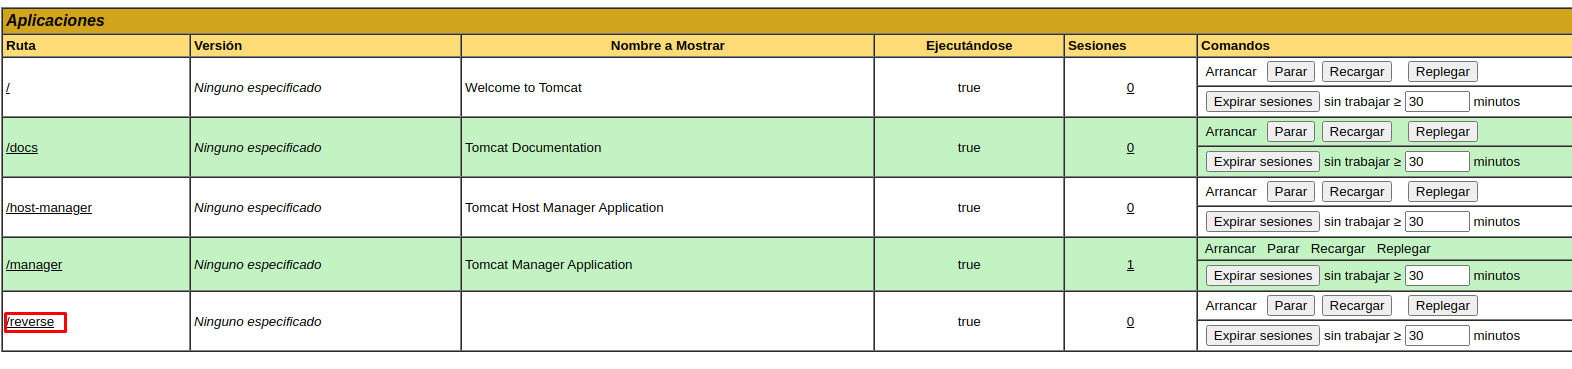 Aplicaciones
Ruta Versión Nombre a Mostrar Ejecutándose Sesiones Comandos
/ Ninguno especificado Welcome to Tomcat true 0 Arrancar Parar Recargar Replegar
Expirar sesiones sin trabajar ≥ 30 minutos
/docs Ninguno especificado Tomcat Documentation true 0 Arrancar Parar Recargar Replegar
Expirar sesiones sin trabajar ≥ 30 minutos
/host-manager Ninguno especificado Tomcat Host Manager Application true 0 Arrancar Parar Recargar Replegar
Expirar sesiones sin trabajar ≥ 30 minutos
/manager Ninguno especificado Tomcat Manager Application true 1 Arrancar Parar Recargar Replegar
Expirar sesiones sin trabajar ≥ 30 minutos
/reverse Ninguno especificado true 0 Arrancar Parar Recargar Replegar
Expirar sesiones sin trabajar ≥ 30 minutos